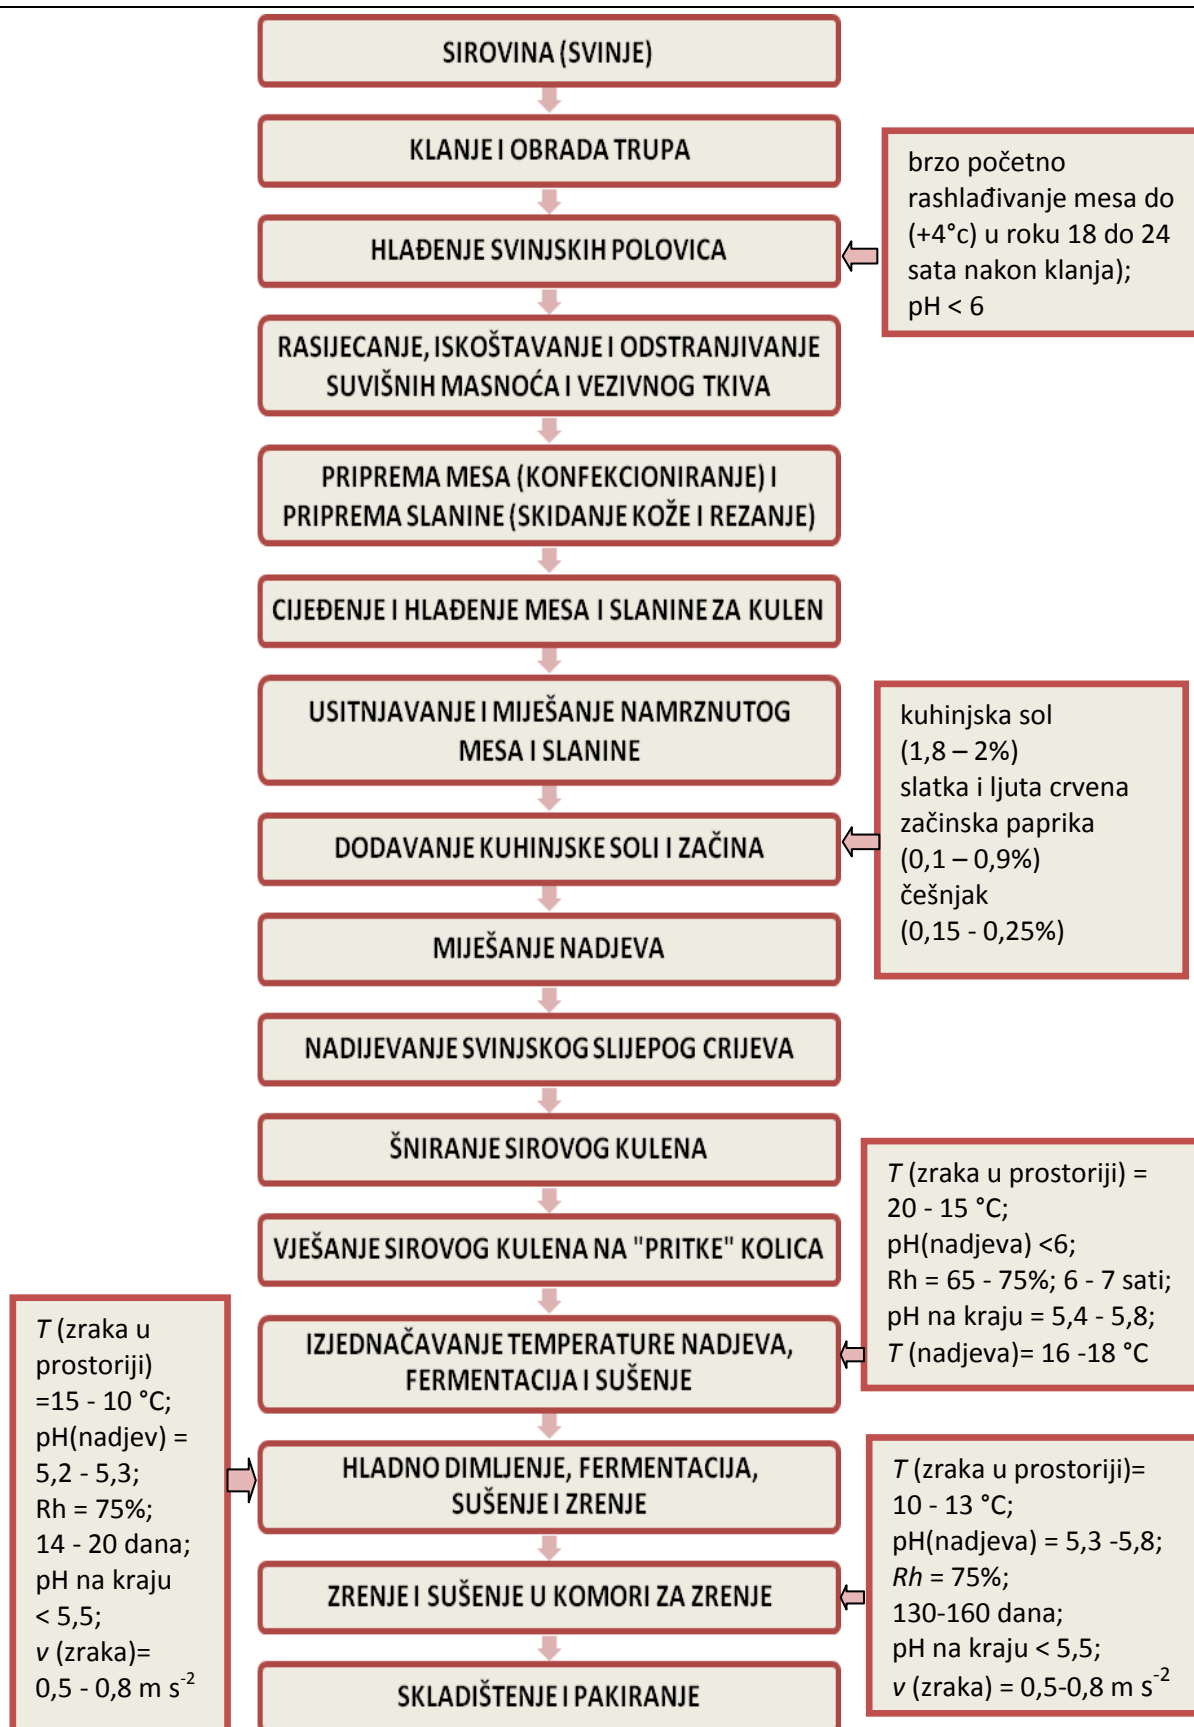 SIROVINA (SVINJE)
KLANJE I OBRADA TRUPA
HLAĐENJE SVINJSKIH POLOVICA
brzo početno
rashlađivanje mesa do
(+4°c) u roku 18 do 24
sata nakon klanja);
pH < 6
RASIJECANJE, ISKOŠTAVANJE I ODSTRANJIVANJE
SUVIŠNIH MASNOĆA I VEZIVNOG TKIVA
PRIPREMA MESA (KONFEKCIONIRANJE) I
PRIPREMA SLANINE (SKIDANJE KOŽE I REZANJE)
CIJEĐENJE I HLAĐENJE MESA I SLANINE ZA KULEN
USITNJAVANJE I MIJEŠANJE NAMRZNUTOG
MESA I SLANINE
DODAVANJE KUHINJSKE SOLI I ZAČINA
kuhinjska sol
(1,8 – 2%)
slatka i ljuta crvena
začinska paprika
(0,1 – 0,9%)
češnjak
(0,15 - 0,25%)
MIJEŠANJE NADJEVA
NADIJEVANJE SVINJSKOG SLIJEPOG CRIJEVA
ŠNIRANJE SIROVOG KULENA
VJEŠANJE SIROVOG KULENA NA "PRITKE" KOLICA
IZJEDNAČAVANJE TEMPERATURE NADJEVA,
FERMENTACIJA I SUŠENJE
T (zraka u prostoriji) =
20 - 15 °C;
pH(nadjeva) <6;
Rh = 65 - 75%; 6 - 7 sati;
pH na kraju = 5,4 - 5,8;
T (nadjeva)= 16 -18 °C
HLADNO DIMLJENJE, FERMENTACIJA,
SUŠENJE I ZRENJE
T (zraka u
prostoriji)
=15 - 10 °C;
pH(nadjev) =
5,2 - 5,3;
Rh = 75%;
14 - 20 dana;
pH na kraju
< 5,5;
v (zraka)=
0,5 - 0,8 m s⁻²
ZRENJE I SUŠENJE U KOMORI ZA ZRENJE
T (zraka u prostoriji)=
10 - 13 °C;
pH(nadjeva) = 5,3 -5,8;
Rh = 75%;
130-160 dana;
pH na kraju < 5,5;
v (zraka) = 0,5-0,8 m s⁻²
SKLADIŠTENJE I PAKIRANJE